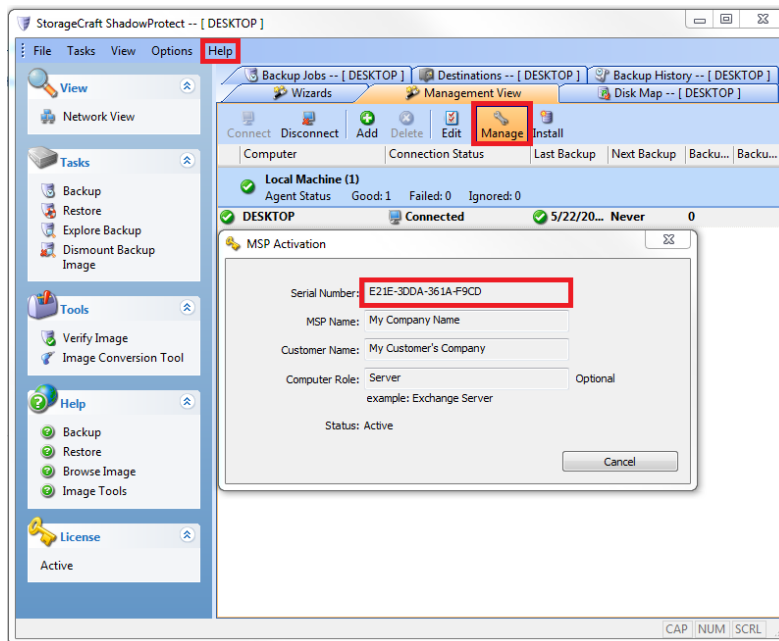 StorageCraft ShadowProtect -- [ DESKTOP ]
File Tasks View Options Help
Backup Jobs -- [ DESKTOP ] Destinations -- [ DESKTOP ] Backup History -- [ DESKTOP ]
Wizards Management View Disk Map -- [ DESKTOP ]
Connect Disconnect Add Delete Edit Manage Install
Computer Connection Status Last Backup Next Backup Backu... Backu...
Local Machine (1)
Agent Status Good: 1 Failed: 0 Ignored: 0
DESKTOP Connected 5/22/20... Never 0
View
Network View
Tasks
Backup
Restore
Explore Backup
Dismount Backup
Image
Tools
Verify Image
Image Conversion Tool
Help
Backup
Restore
Browse Image
Image Tools
License
Active
MSP Activation
Serial Number: E21E-3DDA-361A-F9CD
MSP Name: My Company Name
Customer Name: My Customer's Company
Computer Role: Server Optional
example: Exchange Server
Status: Active
Cancel
CAP NUM SCRL